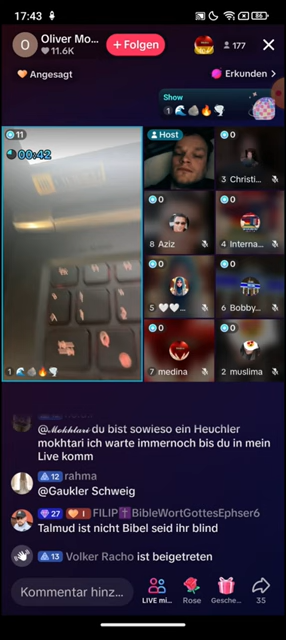 17:43
86
O
Oliver Mo...
11.6K
+ Folgen
177
Angesagt
Erkunden >
Show
1
11
00:42
Host
0
3 Christi...
0
8 Aziz
0
4 Interna...
0
5
0
6 Bobby...
0
7 medina
0
2 muslima
1
@𝓜𝓸𝓴𝓱𝓽𝓪𝓻𝓲 du bist sowieso ein Heuchler
mokhtari ich warte immernoch bis du in mein
Live komm
12 rahma
@Gaukler Schweig
27 I FILIP✝️BibleWortGottesEphser6
Talmud ist nicht Bibel seid ihr blind
13 Volker Racho ist beigetreten
Kommentar hinz...
LIVE mi...
Rose
Gesche...
35